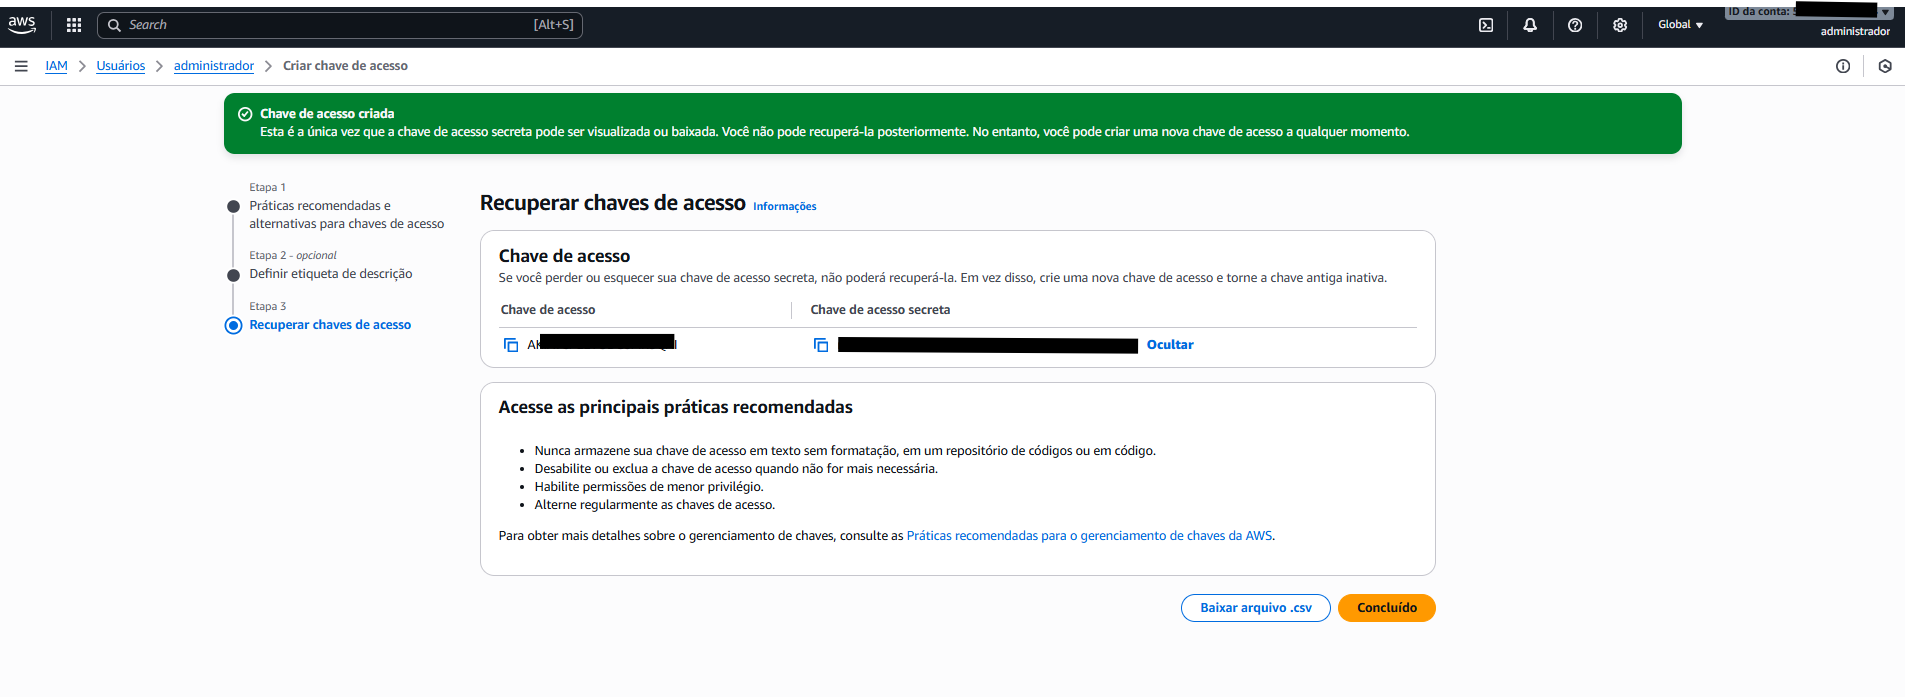 aws
Search
[Alt+S]
Global
ID da conta:
administrador
IAM
Usuários
administrador
Criar chave de acesso
Chave de acesso criada
Esta é a única vez que a chave de acesso secreta pode ser visualizada ou baixada. Você não pode recuperá-la posteriormente. No entanto, você pode criar uma nova chave de acesso a qualquer momento.
Etapa 1
Práticas recomendadas e
alternativas para chaves de acesso
Etapa 2 - opcional
Definir etiqueta de descrição
Etapa 3
Recuperar chaves de acesso
Recuperar chaves de acesso Informações
Chave de acesso
Se você perder ou esquecer sua chave de acesso secreta, não poderá recuperá-la. Em vez disso, crie uma nova chave de acesso e torne a chave antiga inativa.
Chave de acesso
Chave de acesso secreta
Ocultar
Acesse as principais práticas recomendadas
• Nunca armazene sua chave de acesso em texto sem formatação, em um repositório de códigos ou em código.
• Desabilite ou exclua a chave de acesso quando não for mais necessária.
• Habilite permissões de menor privilégio.
• Alterne regularmente as chaves de acesso.
Para obter mais detalhes sobre o gerenciamento de chaves, consulte as Práticas recomendadas para o gerenciamento de chaves da AWS.
Baixar arquivo .csv
Concluído